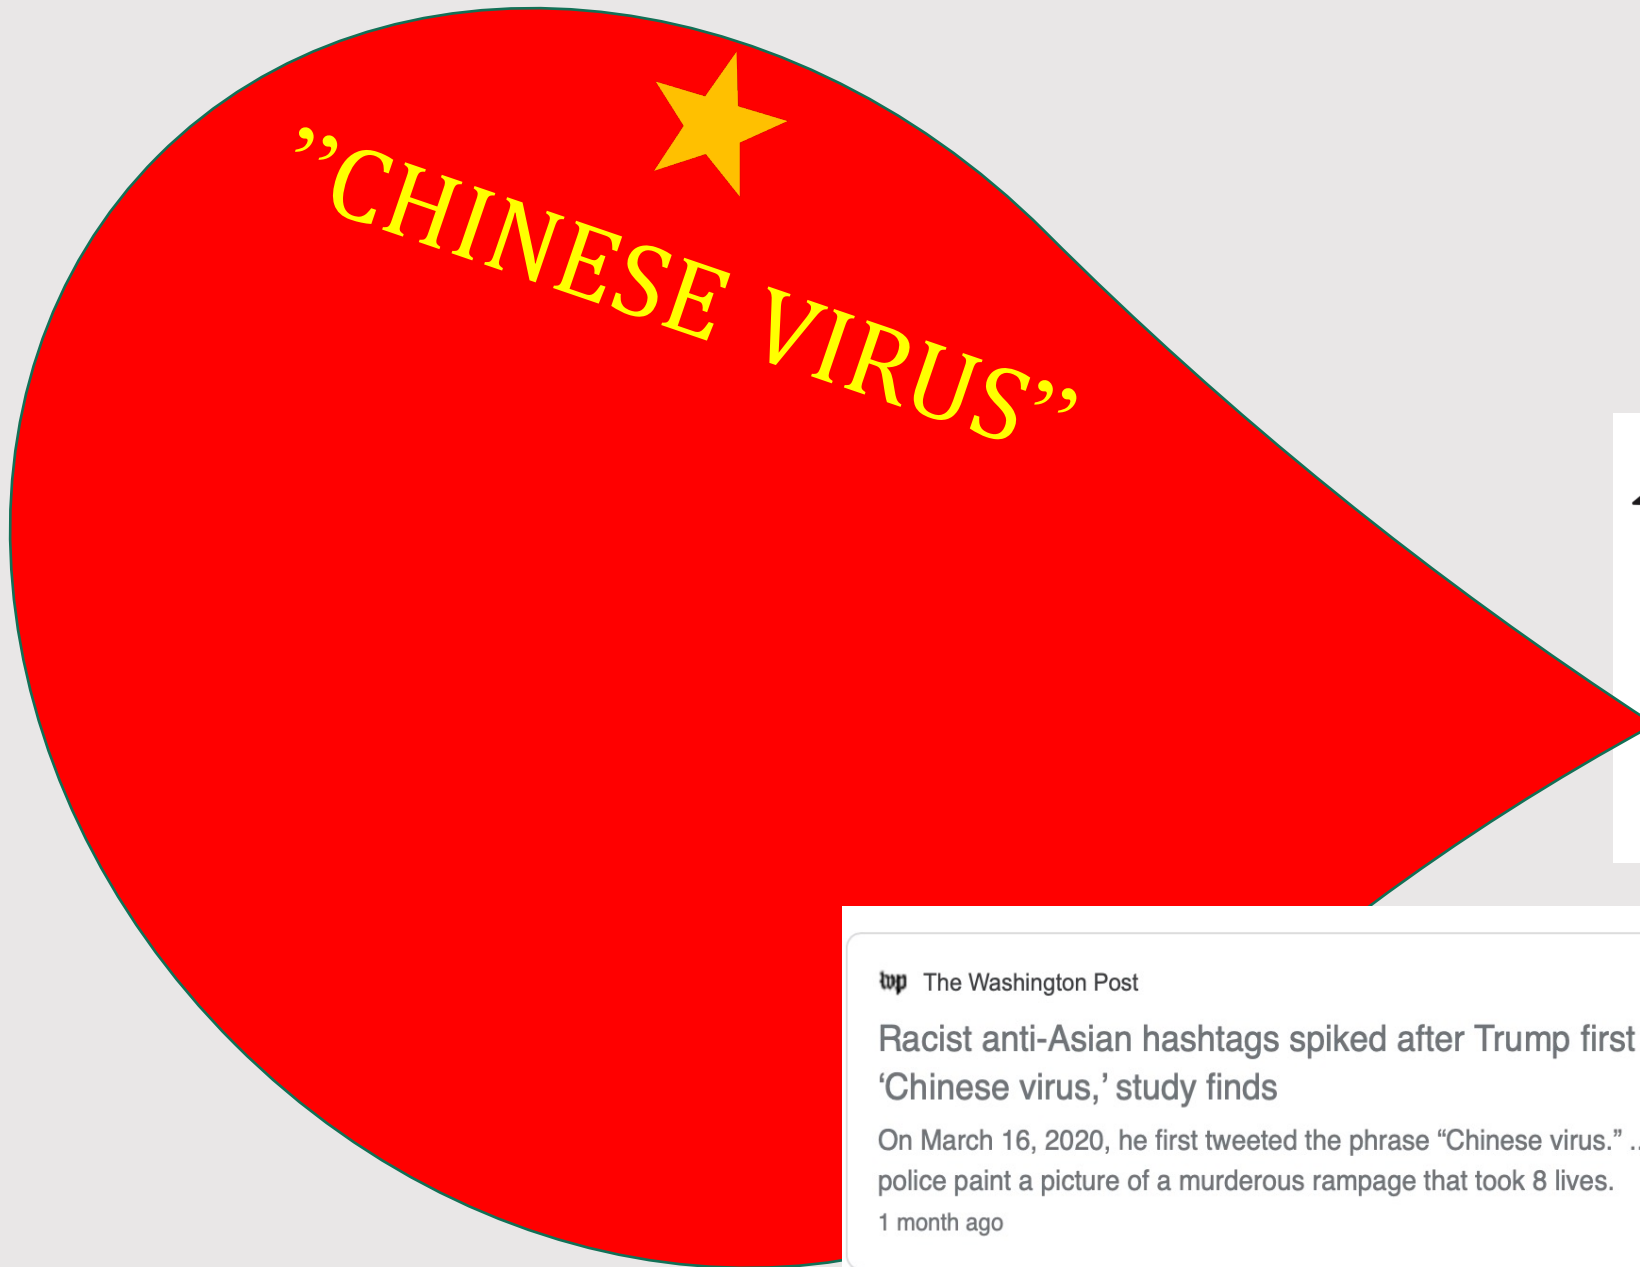 ”CHINESE VIRUS”
wp The Washington Post
Racist anti-Asian hashtags spiked after Trump first
‘Chinese virus,’ study finds
On March 16, 2020, he first tweeted the phrase “Chinese virus.” ..
police paint a picture of a murderous rampage that took 8 lives.
1 month ago